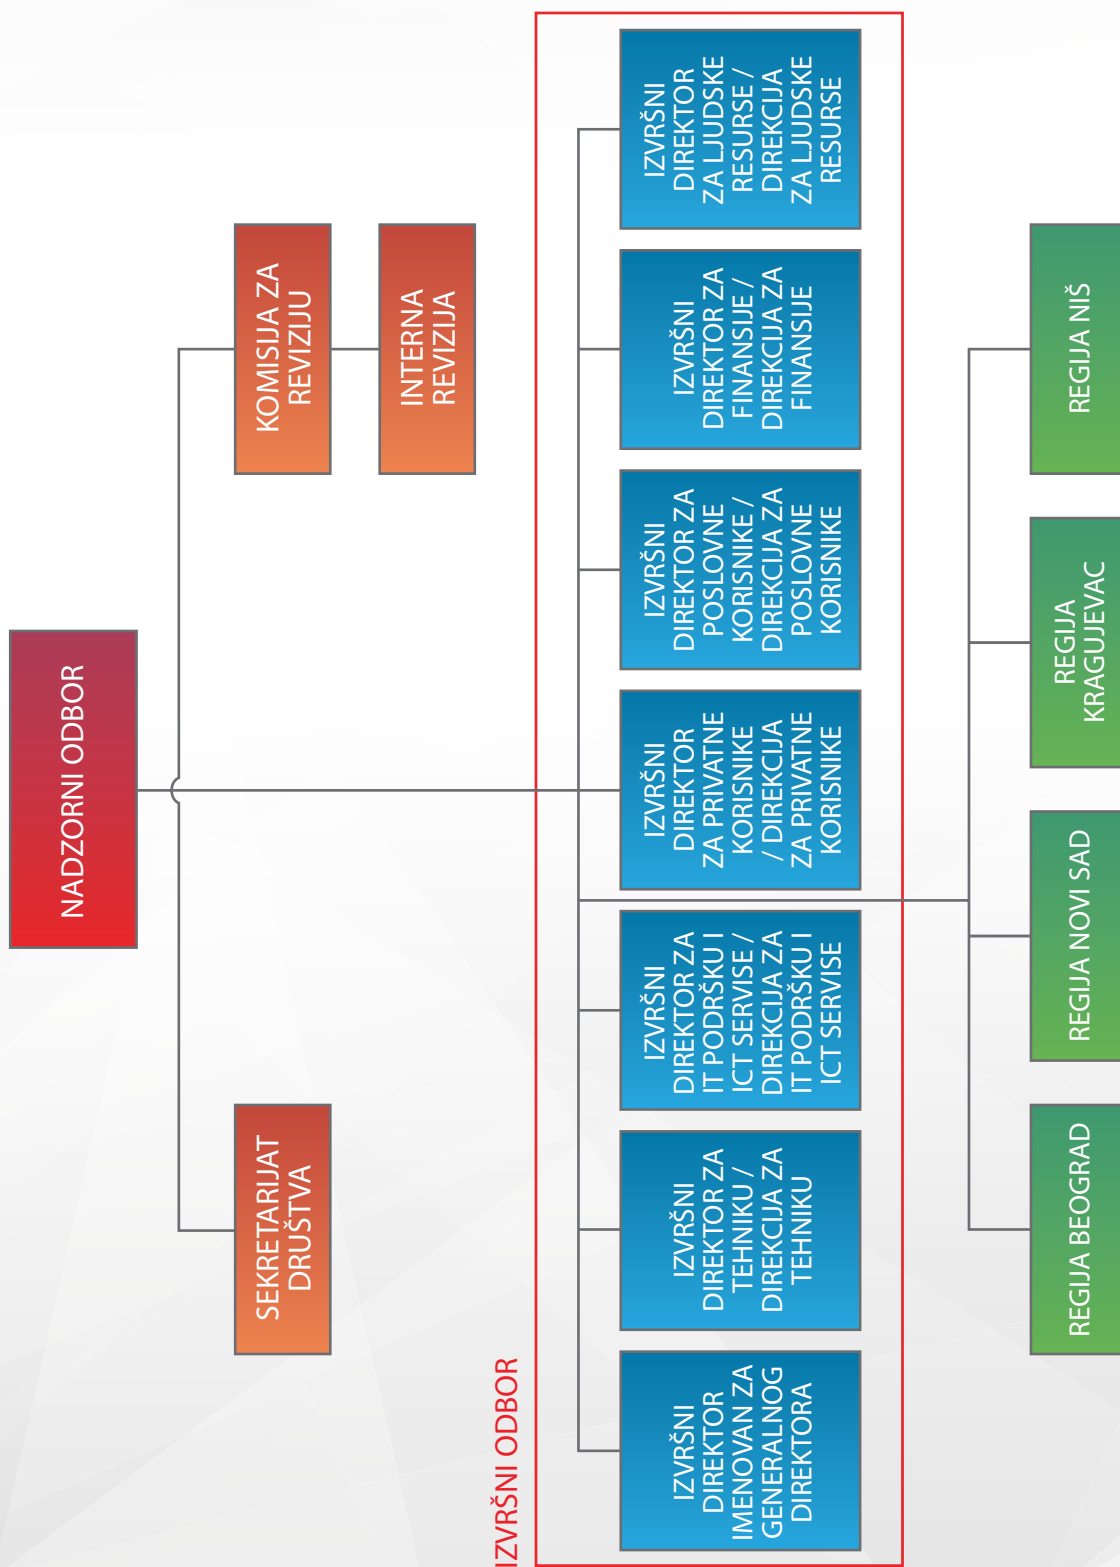 NADZORNI ODBOR
SEKRETARIJAT
DRUŠTVA
KOMISIJA ZA
REVIZIJU
INTERNA
REVIZIJA
IZVRŠNI ODBOR
IZVRŠNI
DIREKTOR
IMENOVAN ZA
GENERALNOG
DIREKTORA
IZVRŠNI
DIREKTOR ZA
TEHNIKU /
DIREKCIJA ZA
TEHNIKU
IZVRŠNI
DIREKTOR ZA
IT PODRŠKU I
ICT SERVISE /
DIREKCIJA ZA
IT PODRŠKU I
ICT SERVISE
IZVRŠNI
DIREKTOR
ZA PRIVATNE
KORISNIKE
/ DIREKCIJA
ZA PRIVATNE
KORISNIKE
IZVRŠNI
DIREKTOR ZA
POSLOVNE
KORISNIKE /
DIREKCIJA ZA
POSLOVNE
KORISNIKE
IZVRŠNI
DIREKTOR ZA
FINANSIJE /
DIREKCIJA ZA
FINANSIJE
IZVRŠNI
DIREKTOR
ZA LJUDSKE
RESURSE /
DIREKCIJA
ZA LJUDSKE
RESURSE
REGIJA BEOGRAD
REGIJA NOVI SAD
REGIJA
KRAGUJEVAC
REGIJA NIŠ